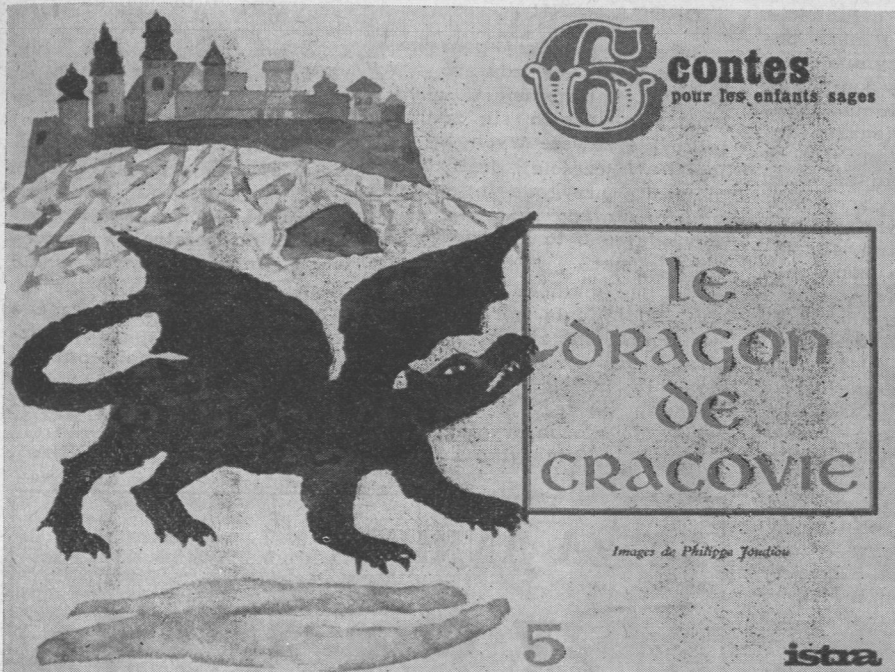 6 contes
pour les enfants sages
le
dragon
de
cracovie
Images de Philippe Joudiou
5
istra